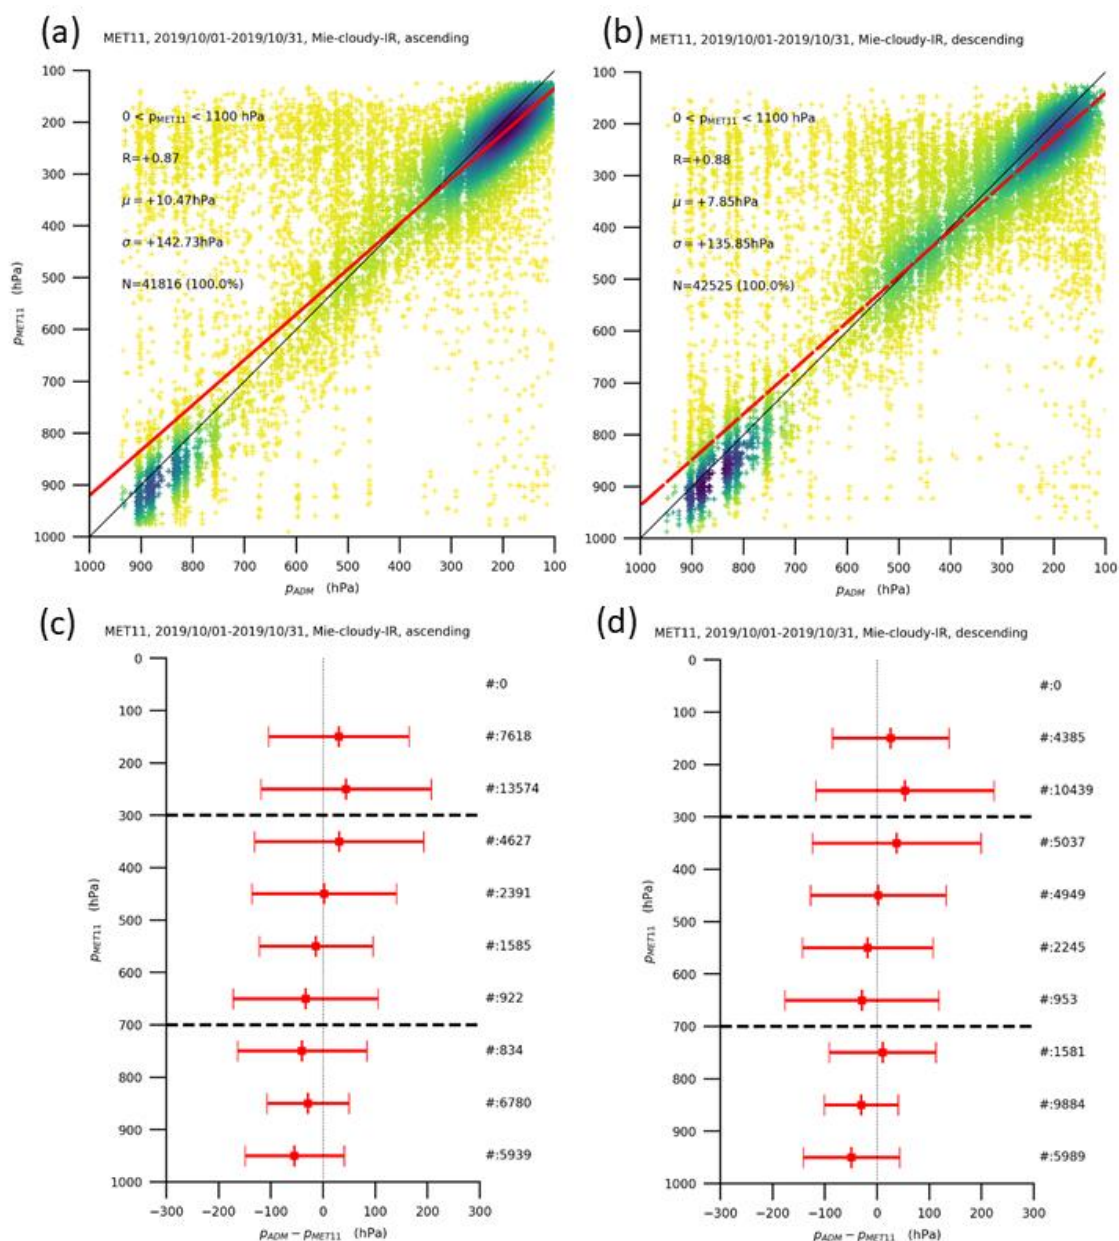 (a)
MET11, 2019/10/01-2019/10/31, Mie-cloudy-IR, ascending
100
200
300
400
500
600
700
800
900
1000
0 < pMET11 < 1100 hPa
R=+0.87
μ = +10.47hPa
σ = +142.73hPa
N=41816 (100.0%)
pMET11 (hPa)
1000 900 800 700 600 500 400 300 200 100
pADM (hPa)
(b)
MET11, 2019/10/01-2019/10/31, Mie-cloudy-IR, descending
100
200
300
400
500
600
700
800
900
1000
0 < pMET11 < 1100 hPa
R=+0.88
μ = +7.85hPa
σ = +135.85hPa
N=42525 (100.0%)
pMET11 (hPa)
1000 900 800 700 600 500 400 300 200 100
pADM (hPa)
(c)
MET11, 2019/10/01-2019/10/31, Mie-cloudy-IR, ascending
0
100
200
300
400
500
600
700
800
900
1000
#:0
#:7618
#:13574
#:4627
#:2391
#:1585
#:922
#:834
#:6780
#:5939
pMET11 (hPa)
−300 −200 −100 0 100 200 300
pADM − pMET11 (hPa)
(d)
MET11, 2019/10/01-2019/10/31, Mie-cloudy-IR, descending
0
100
200
300
400
500
600
700
800
900
1000
#:0
#:4385
#:10439
#:5037
#:4949
#:2245
#:953
#:1581
#:9884
#:5989
pMET11 (hPa)
−300 −200 −100 0 100 200 300
pADM − pMET11 (hPa)